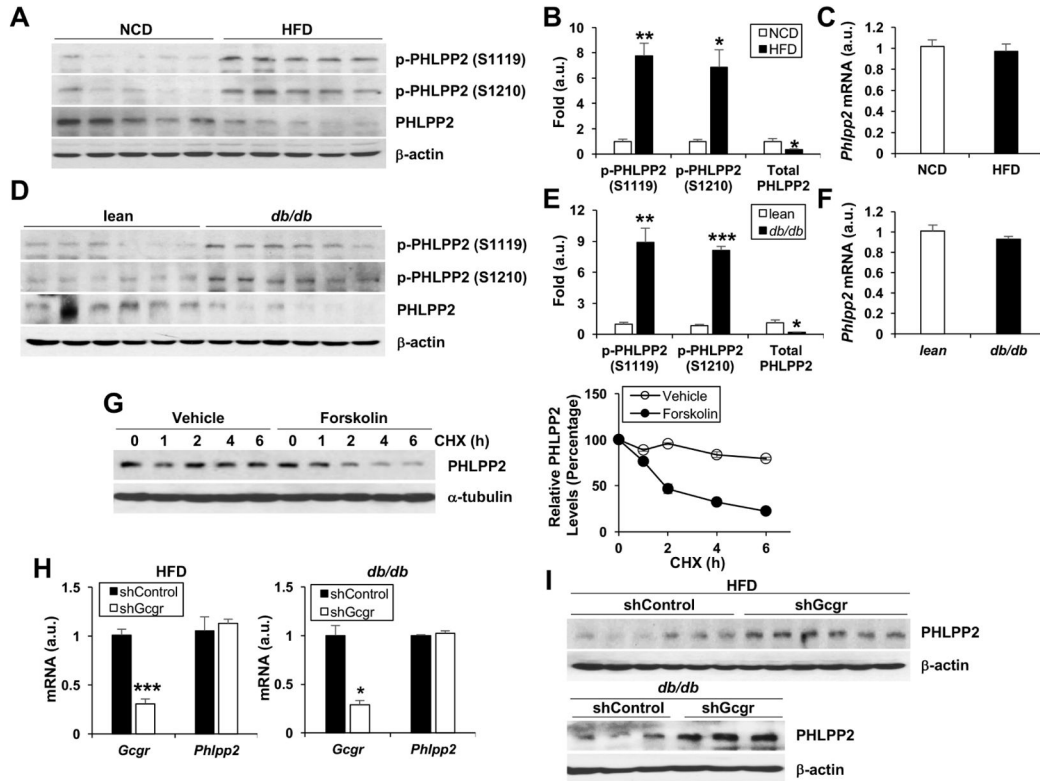 A
NCD HFD
p-PHLPP2 (S1119)
p-PHLPP2 (S1210)
PHLPP2
β-actin
B
NCD
HFD
Fold (a.u.)
10
8
6
4
2
0
** * *
p-PHLPP2 (S1119)
p-PHLPP2 (S1210)
Total PHLPP2
C
Phlpp2 mRNA (a.u.)
1.2
1
0.8
0.6
0.4
0.2
0
NCD HFD
D
lean db/db
p-PHLPP2 (S1119)
p-PHLPP2 (S1210)
PHLPP2
β-actin
E
lean
db/db
Fold (a.u.)
12
9
6
3
0
** *** *
p-PHLPP2 (S1119)
p-PHLPP2 (S1210)
Total PHLPP2
F
Phlpp2 mRNA (a.u.)
1.2
1
0.8
0.6
0.4
0.2
0
lean db/db
G
Vehicle Forskolin
0 1 2 4 6 0 1 2 4 6 CHX (h)
PHLPP2
α-tubulin
Vehicle
Forskolin
Relative PHLPP2
Levels (Percentage)
150
100
50
0
0 2 4 6
CHX (h)
H
HFD
shControl
shGcgr
mRNA (a.u.)
1.5
1
0.5
0
***
Gcgr Phlpp2
db/db
shControl
shGcgr
mRNA (a.u.)
1.5
1
0.5
0
*
Gcgr Phlpp2
I
HFD
shControl shGcgr
PHLPP2
β-actin
db/db
shControl shGcgr
PHLPP2
β-actin